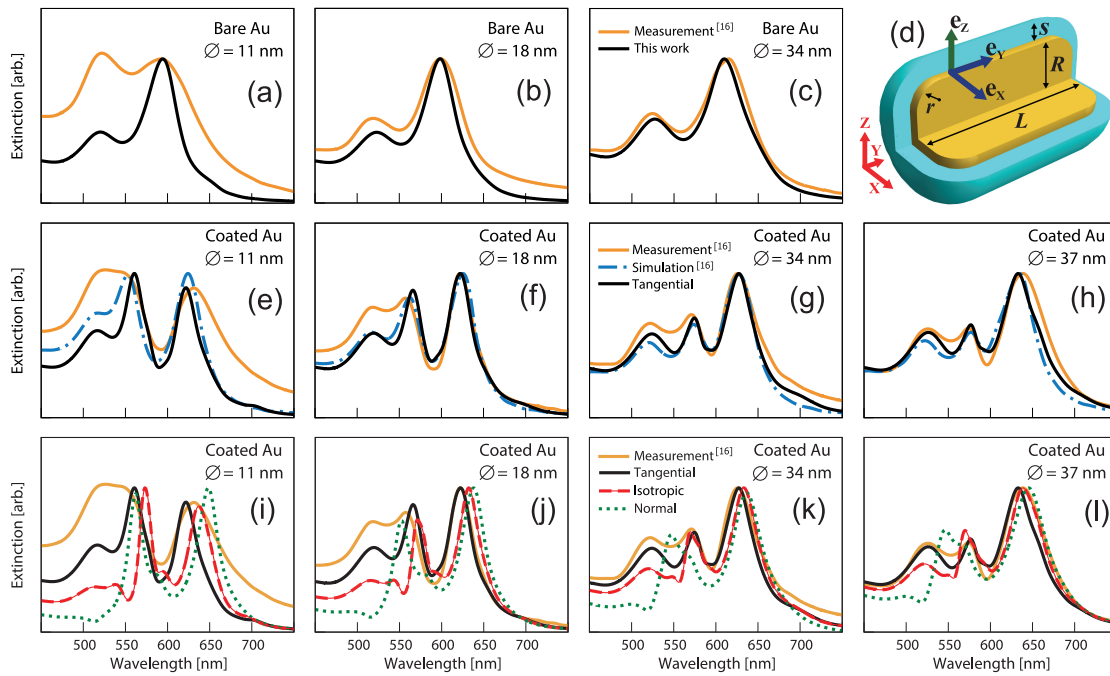 Extinction [arb.]
Bare Au
∅ = 11 nm
(a)
Bare Au
∅ = 18 nm
(b)
Measurement [16]
This work
Bare Au
∅ = 34 nm
(c)
(d)
e_Z
e_Y
e_X
s
R
r
L
Z
Y
X
Extinction [arb.]
Coated Au
∅ = 11 nm
(e)
Coated Au
∅ = 18 nm
(f)
Measurement [16]
Simulation [16]
Tangential
Coated Au
∅ = 34 nm
(g)
Coated Au
∅ = 37 nm
(h)
Extinction [arb.]
Coated Au
∅ = 11 nm
(i)
Coated Au
∅ = 18 nm
(j)
Measurement [16]
Tangential
Isotropic
Normal
Coated Au
∅ = 34 nm
(k)
Coated Au
∅ = 37 nm
(l)
500 550 600 650 700
500 550 600 650 700
500 550 600 650 700
500 550 600 650 700
Wavelength [nm]
Wavelength [nm]
Wavelength [nm]
Wavelength [nm]